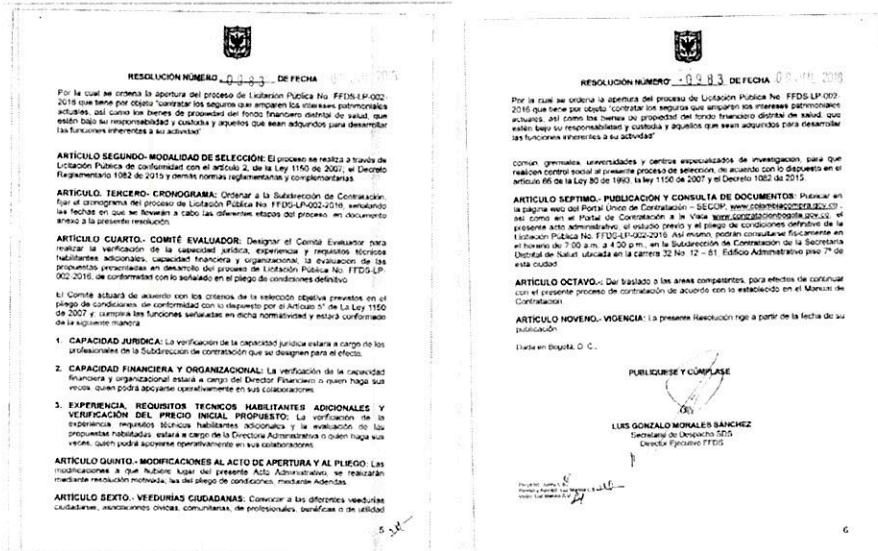 RESOLUCIÓN NÚMERO -0983 DE FECHA
Por la cual se ordena la apertura del proceso de Licitación Pública No. FFDS-LP-002-
2016 que tiene por objeto "contratar los seguros que amparen los intereses patrimoniales
actuales, así como los bienes de propiedad del fondo financiero distrital de salud, que
estén bajo su responsabilidad y custodia y aquellos que sean adquiridos para desarrollar
las funciones inherentes a su actividad"
ARTÍCULO SEGUNDO.- MODALIDAD DE SELECCIÓN: El proceso se realiza a través de
Licitación Pública de conformidad con el artículo 2, de la Ley 1150 de 2007; el Decreto
Reglamentario 1082 de 2015 y demás normas reglamentarias y complementarias.
ARTÍCULO. TERCERO- CRONOGRAMA: Ordenar a la Subdirección de Contratación,
fijar el cronograma del proceso de Licitación Pública No. FFDS-LP-002-2016, señalando
las fechas en que se llevarán a cabo las diferentes etapas del proceso, en documento
anexo a la presente resolución.
ARTÍCULO CUARTO.- COMITÉ EVALUADOR: Designar el Comité Evaluador para
realizar la verificación de la capacidad jurídica, experiencia y requisitos técnicos
habilitantes adicionales, capacidad financiera y organizacional, la evaluación de las
propuestas presentadas en desarrollo del proceso de Licitación Pública No. FFDS-LP-
002-2016, de conformidad con lo señalado en el pliego de condiciones definitivo
El Comité actuará de acuerdo con los criterios de la selección objetiva previstos en el
pliego de condiciones, de conformidad con lo dispuesto por el Artículo 5° de La Ley 1150
de 2007 y cumplirá las funciones señaladas en dicha normatividad y estará conformado
de la siguiente manera
1. CAPACIDAD JURIDICA: La verificación de la capacidad jurídica estará a cargo de los
profesionales de la Subdirección de contratación que se designen para el efecto.
2. CAPACIDAD FINANCIERA Y ORGANIZACIONAL: La verificación de la capacidad
financiera y organizacional estará a cargo del Director Financiero o quien haga sus
veces, quien podrá apoyarse operativamente en sus colaboradores
3. EXPERIENCIA, REQUISITOS TECNICOS HABILITANTES ADICIONALES Y
VERIFICACIÓN DEL PRECIO INICIAL PROPUESTO: La verificación de la
experiencia, requisitos técnicos habilitantes adicionales y la evaluación de las
propuestas habilitadas, estará a cargo de la Directora Administrativa o quien haga sus
veces, quien podrá apoyarse operativamente en sus colaboradores.
ARTÍCULO QUINTO.- MODIFICACIONES AL ACTO DE APERTURA Y AL PLIEGO: Las
modificaciones a que hubiere lugar del presente Acto Administrativo, se realizarán
mediante resolución motivada, las del pliego de condiciones, mediante Adendas.
ARTÍCULO SEXTO.- VEEDURÍAS CIUDADANAS: Convocar a las diferentes veedurías
ciudadanas, asociaciones cívicas, comunitarias, de profesionales, benéficas o de utilidad
5
RESOLUCIÓN NÚMERO -0983 DE FECHA
Por la cual se ordena la apertura del proceso de Licitación Pública No. FFDS-LP-002-
2016 que tiene por objeto "contratar los seguros que amparen los intereses patrimoniales
actuales, así como los bienes de propiedad del fondo financiero distrital de salud, que
estén bajo su responsabilidad y custodia y aquellos que sean adquiridos para desarrollar
las funciones inherentes a su actividad"
común, gremiales, universidades y centros especializados de investigación, para que
realicen control social al presente proceso de selección, de acuerdo con lo dispuesto en el
artículo 66 de la Ley 80 de 1993, la ley 1150 de 2007 y el Decreto 1082 de 2015.
ARTÍCULO SEPTIMO.- PUBLICACIÓN Y CONSULTA DE DOCUMENTOS: Publicar en
la página web del Portal Único de Contratación – SECOP, www.colombiacompra.gov.co,
así como en el Portal de Contratación a la Vista www.contratacionbogota.gov.co, el
presente acto administrativo, el estudio previo y el pliego de condiciones definitivo de la
Licitación Pública No. FFDS-LP-002-2016. Así mismo, podrán consultarse físicamente en
el horario de 7:00 a.m. a 4:30 p.m., en la Subdirección de Contratación de la Secretaria
Distrital de Salud, ubicada en la carrera 32 No. 12 – 81, Edificio Administrativo piso 7° de
esta ciudad
ARTÍCULO OCTAVO.- Dar traslado a las áreas competentes, para efectos de continuar
con el presente proceso de contratación de acuerdo con lo establecido en el Manual de
Contratación.
ARTÍCULO NOVENO.- VIGENCIA: La presente Resolución rige a partir de la fecha de su
publicación.
Dada en Bogotá, D. C.,
PUBLIQUESE Y CÚMPLASE
LUIS GONZALO MORALES SÁNCHEZ
Secretario de Despacho SDS
Director Ejecutivo FFDS
6